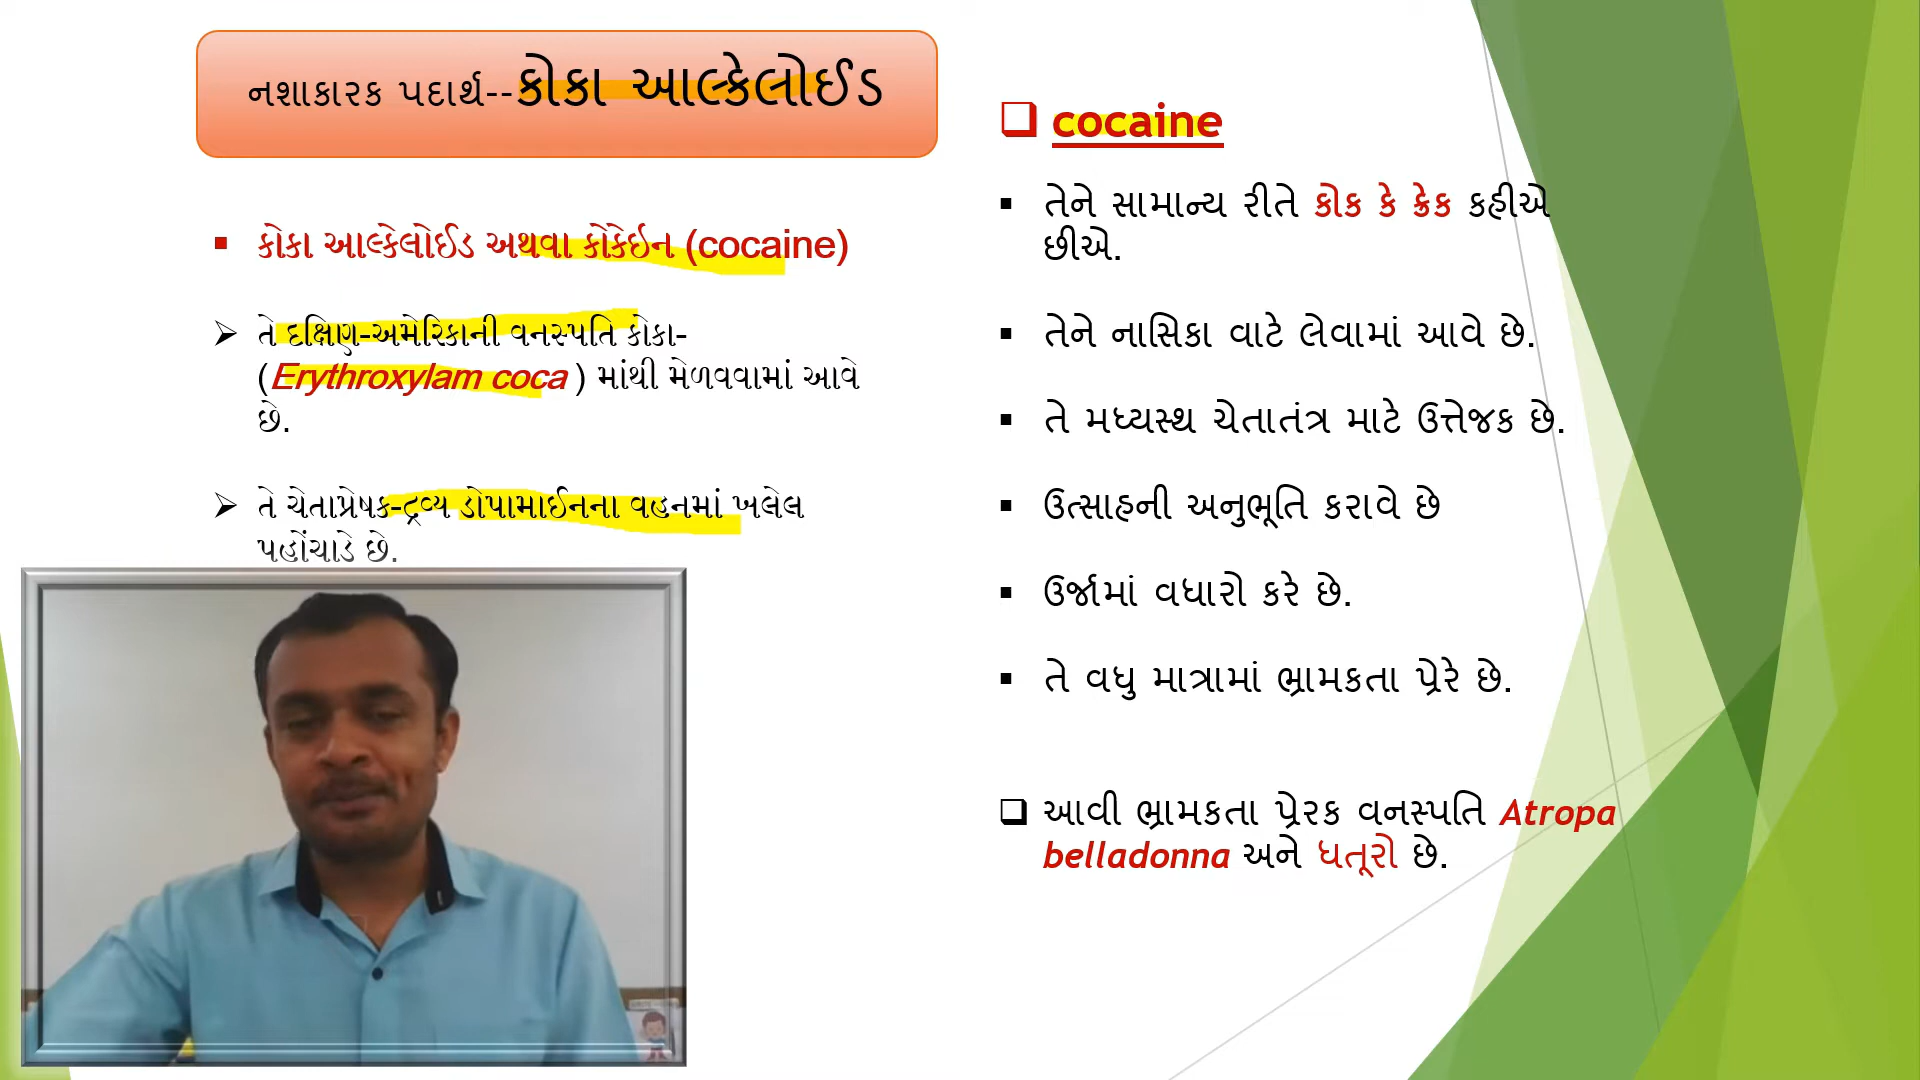 નશાકારક પદાર્થ--કોકા આલ્કેલોઈડ
કોકા આલ્કેલોઈડ અથવા કોકેઇન (cocaine)
તે દક્ષિણ-અમેરિકાની વનસ્પતિ કોકા-
(Erythroxylam coca ) માંથી મેળવવામાં આવે
છે.
તે ચેતાપ્રેષક-દ્રવ્ય ડોપામાઈનના વહનમાં ખલેલ
પહોંચાડે છે.
cocaine
તેને સામાન્ય રીતે કોક કે ક્રેક કહીએ
છીએ.
તેને નાસિકા વાટે લેવામાં આવે છે.
તે મધ્યસ્થ ચેતાતંત્ર માટે ઉત્તેજક છે.
ઉત્સાહની અનુભૂતિ કરાવે છે
ઉર્જામાં વધારો કરે છે.
તે વધુ માત્રામાં ભ્રામકતા પ્રેરે છે.
આવી ભ્રામકતા પ્રેરક વનસ્પતિ Atropa
belladonna અને ધતૂરો છે.